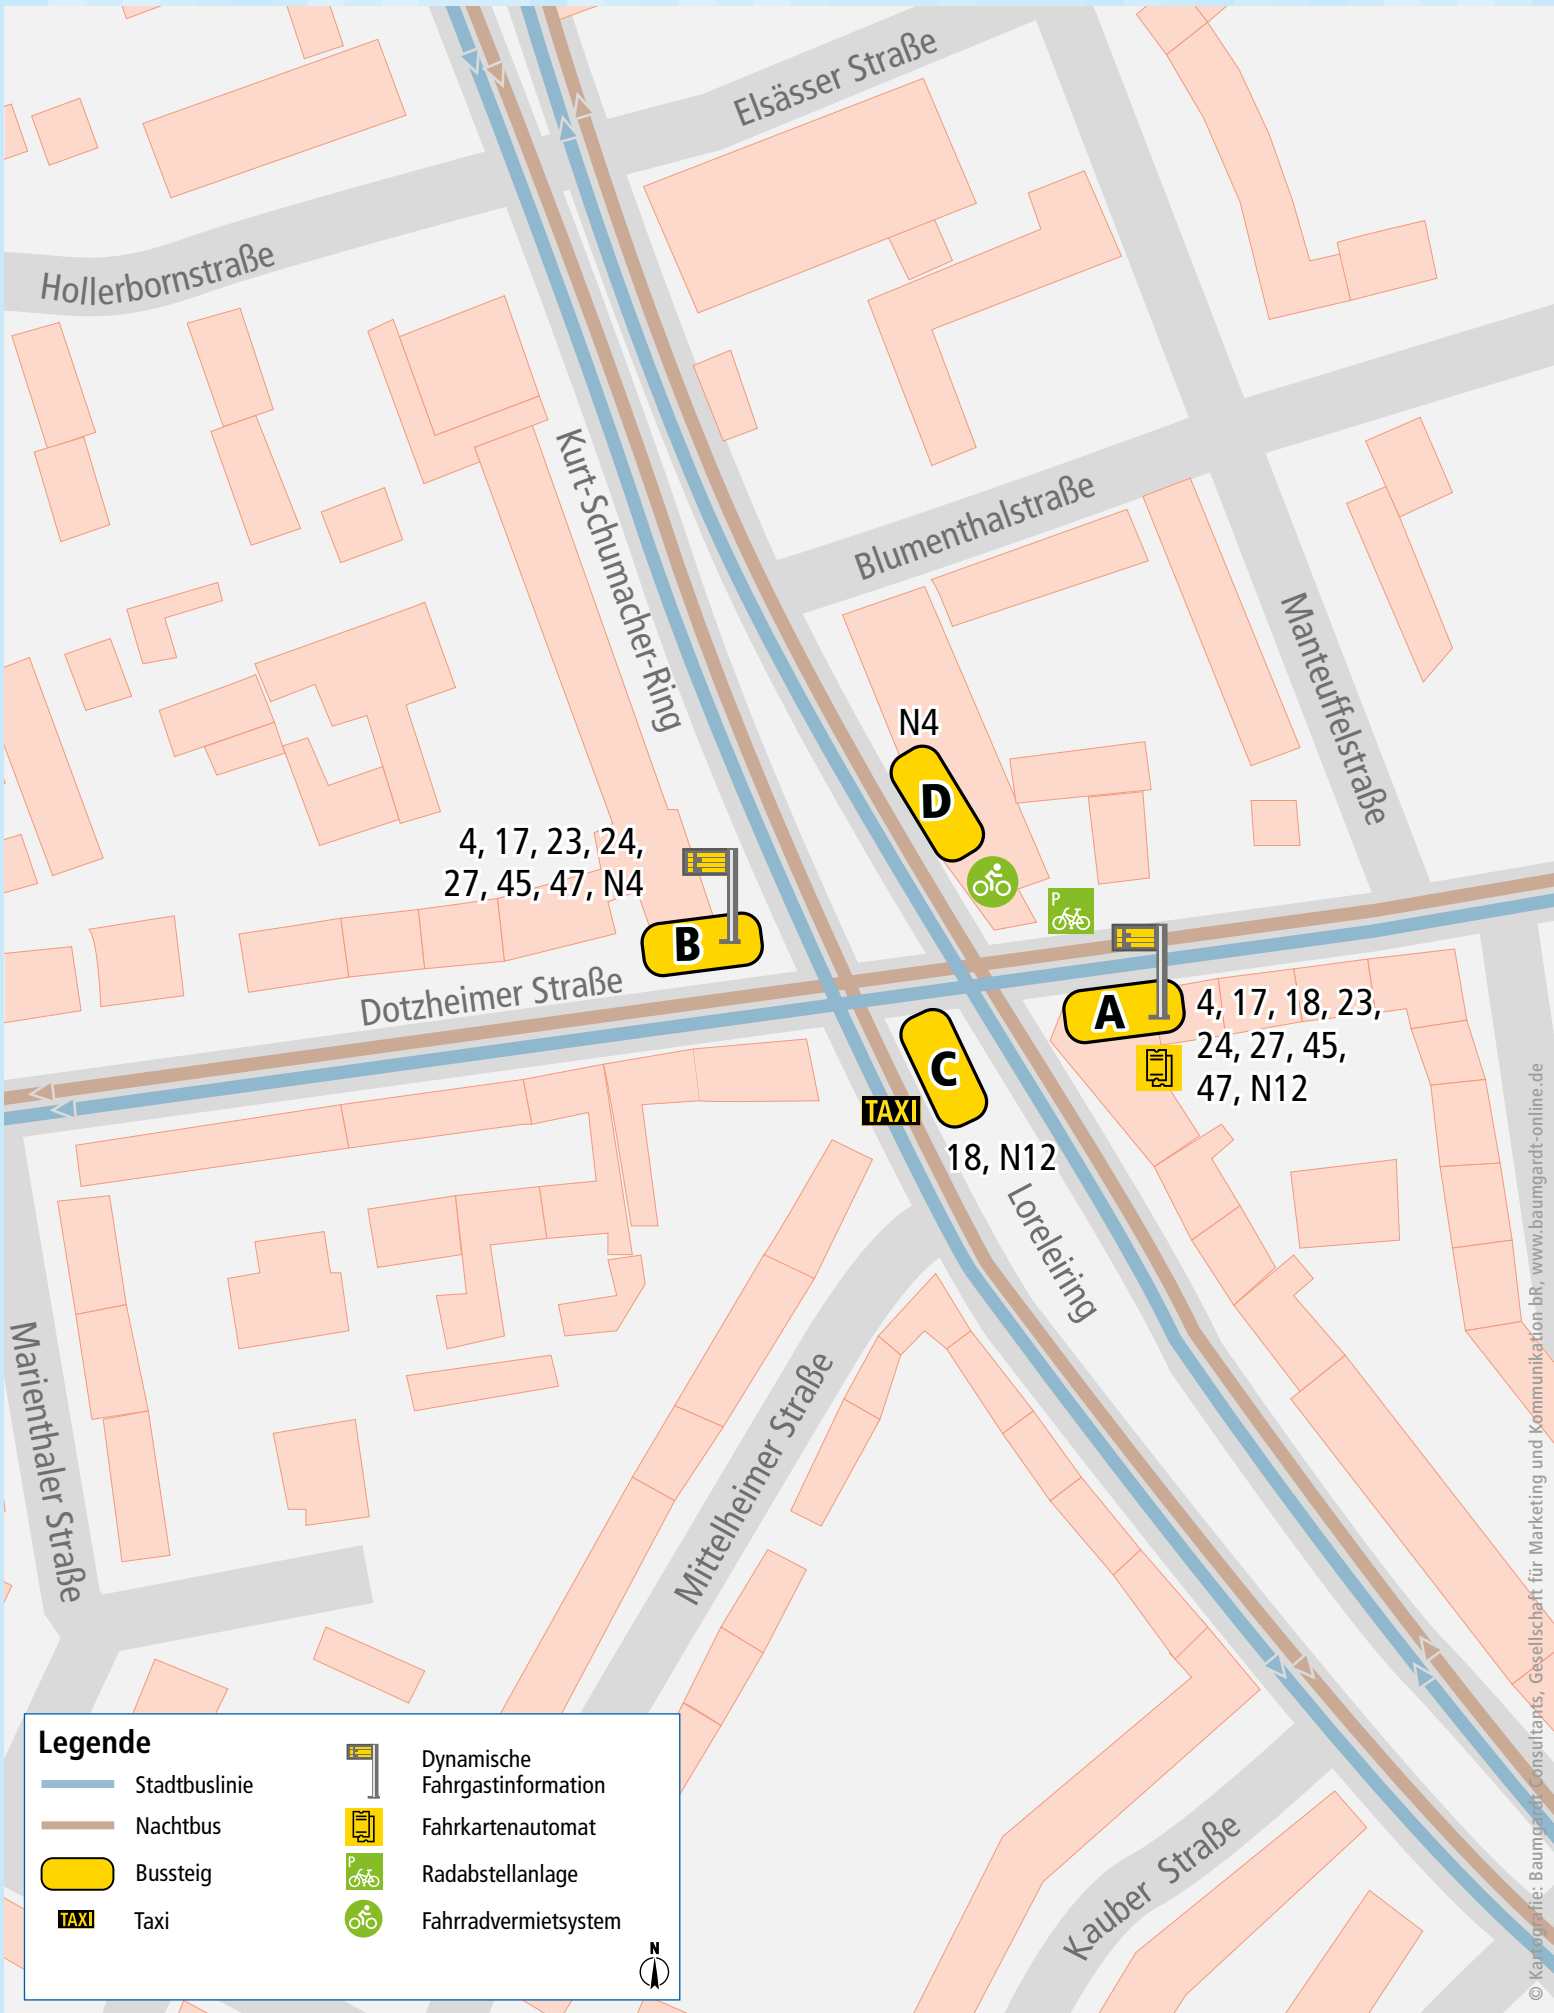 Elsässer Straße
Hollerbornstraße
Kurt-Schumacher-Ring
Blumenthalstraße
Manteuffelstraße
N4
D
4, 17, 23, 24,
27, 45, 47, N4
B
P
Dotzheimer Straße
A
4, 17, 18, 23,
24, 27, 45,
47, N12
C
TAXI
18, N12
Loreleiring
Marienthaler Straße
Mittelheimer Straße
Kauber Straße
Legende
Stadtbuslinie
Nachtbus
Bussteig
TAXI
Taxi
Dynamische
Fahrgastinformation
Fahrkartenautomat
P
Radabstellanlage
Fahrradvermietsystem
N
© Kartografie: Baumgardt Consultants, Gesellschaft für Marketing und Kommunikation bR, www.baumgardt-online.de